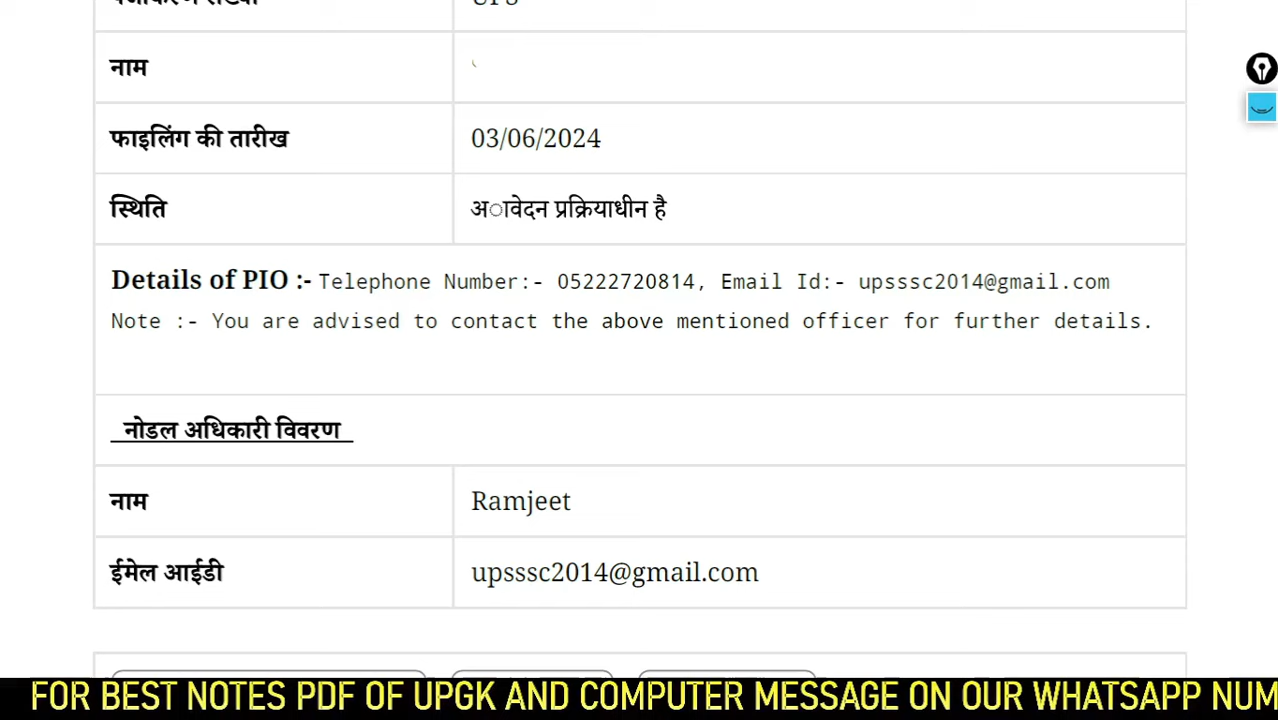 नाम
फाइलिंग की तारीख 03/06/2024
स्थिति अावेदन प्रक्रियाधीन है
Details of PIO :- Telephone Number:- 05222720814, Email Id:- upsssc2014@gmail.com
Note :- You are advised to contact the above mentioned officer for further details.
नोडल अधिकारी विवरण
नाम Ramjeet
ईमेल आईडी upsssc2014@gmail.com
FOR BEST NOTES PDF OF UPGK AND COMPUTER MESSAGE ON OUR WHATSAPP NUM